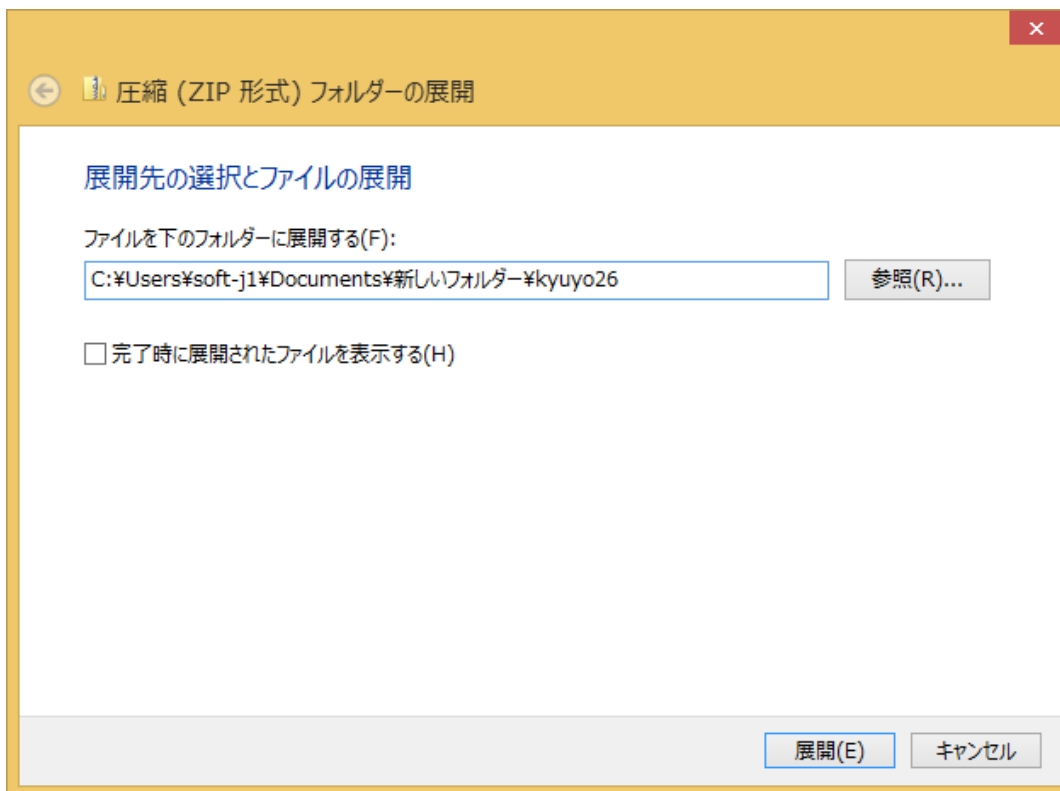 圧縮 (ZIP 形式) フォルダーの展開
展開先の選択とファイルの展開
ファイルを下のフォルダーに展開する(F):
C:¥Users¥soft-j1¥Documents¥新しいフォルダー¥kyuyo26
参照(R)...
完了時に展開されたファイルを表示する(H)
展開(E) キャンセル